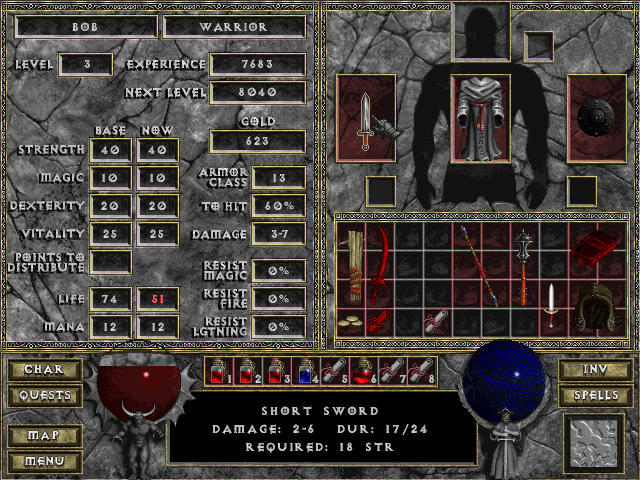 BOB WARRIOR
LEVEL 3 EXPERIENCE 7683
NEXT LEVEL 8040
BASE NOW GOLD
623
STRENGTH 40 40
MAGIC 10 10 ARMOR CLASS 13
DEXTERITY 20 20 TO HIT 60%
VITALITY 25 25 DAMAGE 3-7
POINTS TO DISTRIBUTE
RESIST MAGIC 0%
LIFE 74 51 RESIST FIRE 0%
MANA 12 12 RESIST LGTNING 0%
CHAR
QUESTS
MAP
MENU
1 2 3 4 5 6 7 8
SHORT SWORD
DAMAGE: 2-6 DUR: 17/24
REQUIRED: 18 STR
INV
SPELLS